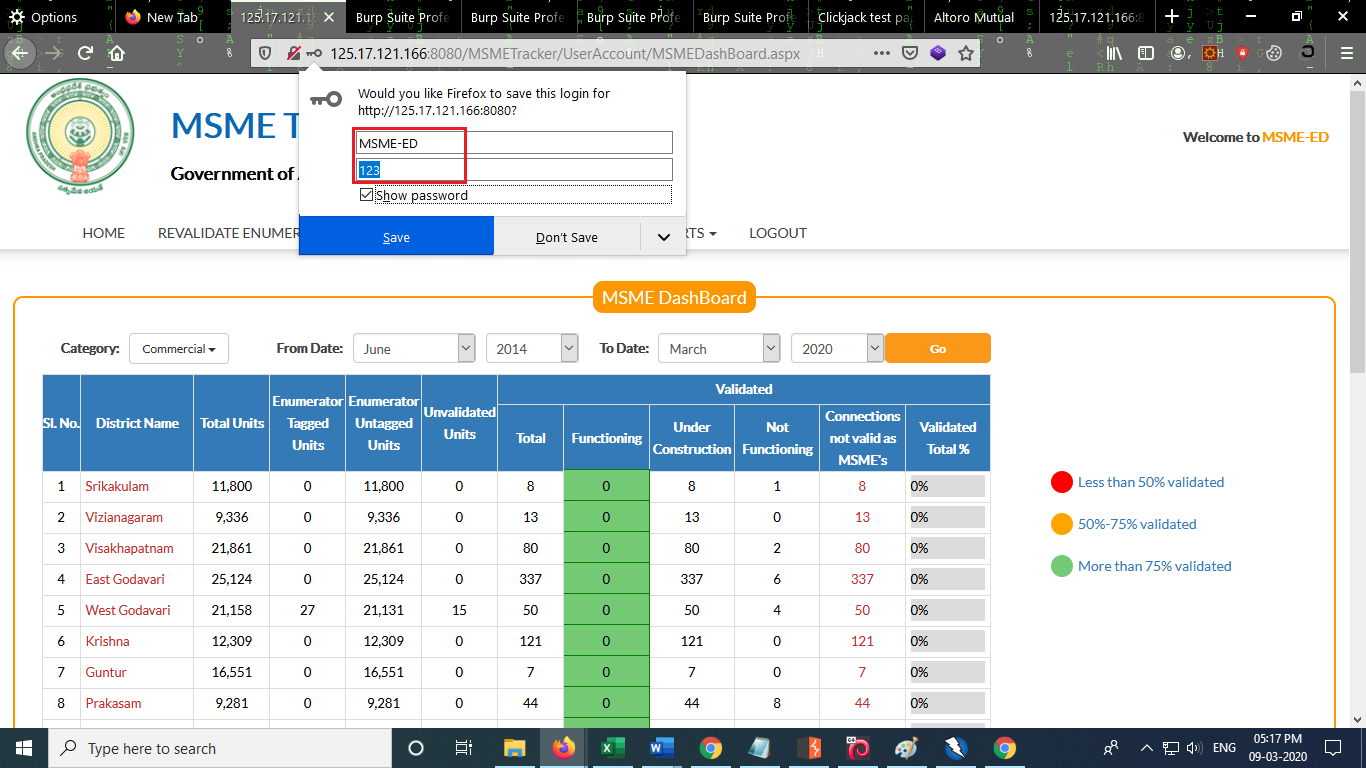 Options
New Tab
125.17.121.1
Burp Suite Profe
Burp Suite Profe
Burp Suite Profe
Burp Suite Profe
Clickjack test pa
Altoro Mutual
125.17.121.166:8
125.17.121.166:8080/MSMETracker/UserAccount/MSMEDashBoard.aspx
Would you like Firefox to save this login for
http://125.17.121.166:8080?
MSME-ED
123
Show password
Save
Don't Save
MSME T
Government of A
Welcome to MSME-ED
HOME
REVALIDATE ENUMER
RTS
LOGOUT
MSME DashBoard
Category: Commercial From Date: June 2014 To Date: March 2020 Go
Sl. No. District Name Total Units Enumerator Tagged Units Enumerator Untagged Units Unvalidated Units Validated
Total Functioning Under Construction Not Functioning Connections not valid as MSME's Validated Total %
1 Srikakulam 11,800 0 11,800 0 8 0 8 1 8 0%
2 Vizianagaram 9,336 0 9,336 0 13 0 13 0 13 0%
3 Visakhapatnam 21,861 0 21,861 0 80 0 80 2 80 0%
4 East Godavari 25,124 0 25,124 0 337 0 337 6 337 0%
5 West Godavari 21,158 27 21,131 15 50 0 50 4 50 0%
6 Krishna 12,309 0 12,309 0 121 0 121 0 121 0%
7 Guntur 16,551 0 16,551 0 7 0 7 0 7 0%
8 Prakasam 9,281 0 9,281 0 44 0 44 8 44 0%
Less than 50% validated
50%-75% validated
More than 75% validated
Type here to search
ENG
05:17 PM
09-03-2020